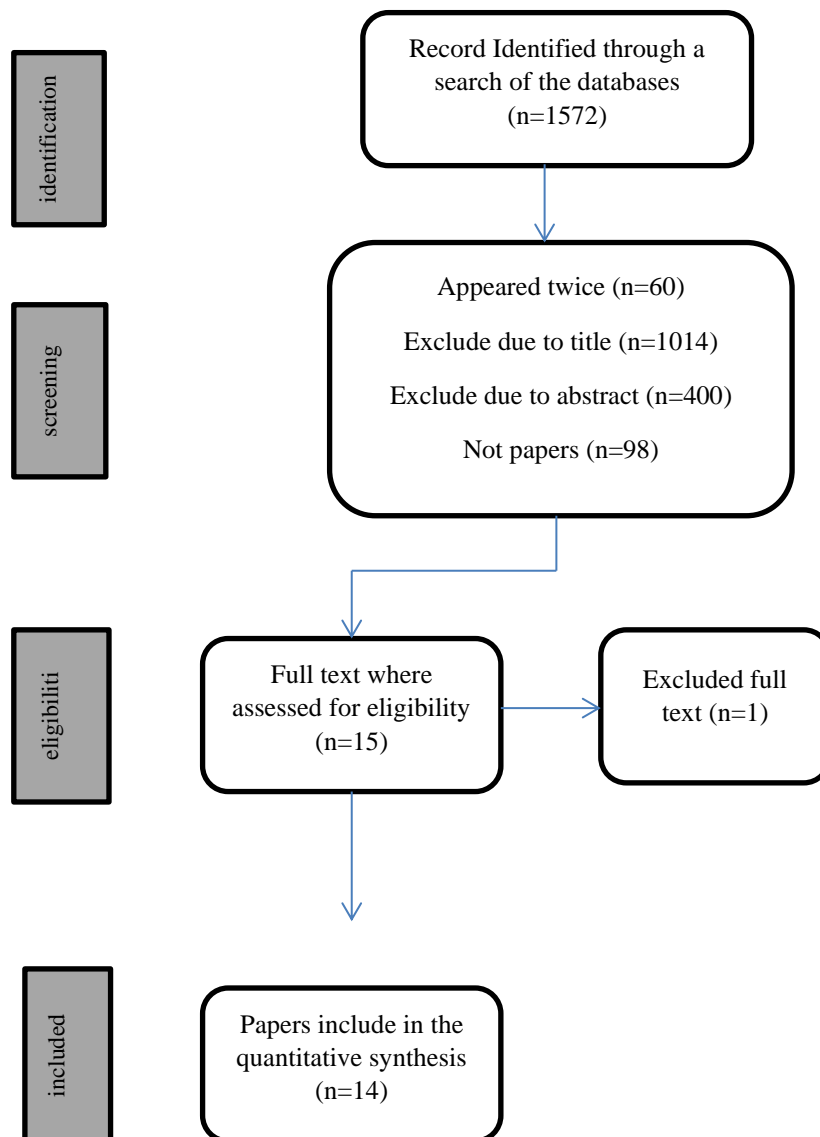 identification
Record Identified through a
search of the databases
(n=1572)
screening
Appeared twice (n=60)
Exclude due to title (n=1014)
Exclude due to abstract (n=400)
Not papers (n=98)
eligibiliti
Full text where
assessed for eligibility
(n=15)
Excluded full
text (n=1)
included
Papers include in the
quantitative synthesis
(n=14)